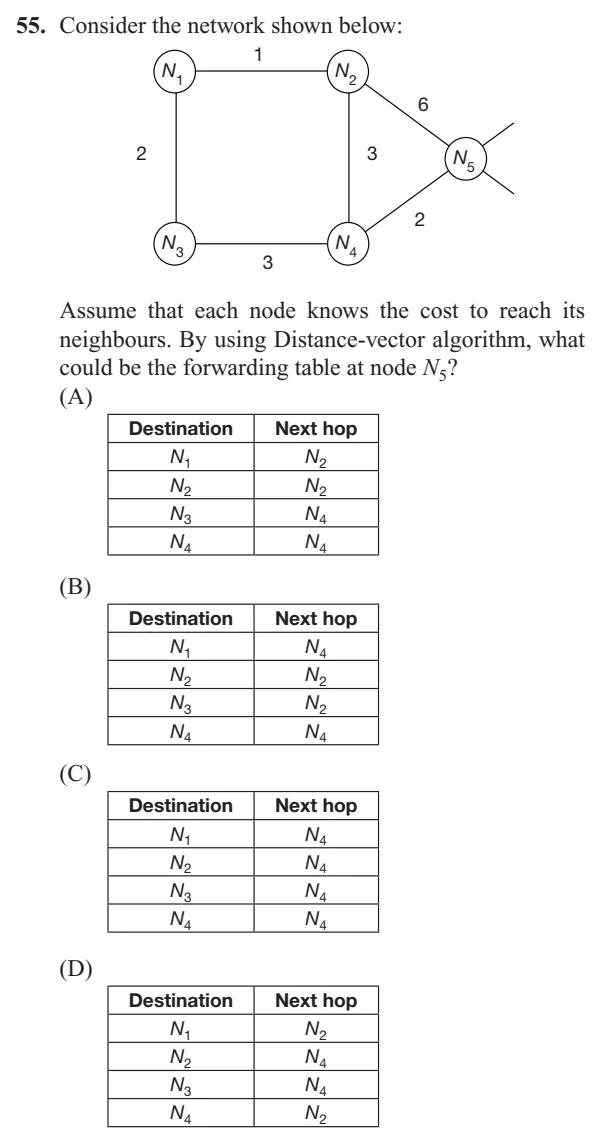 55. Consider the network shown below:
1
N1 N2
6
2 3 N5
2
N3 N4
3
Assume that each node knows the cost to reach its
neighbours. By using Distance-vector algorithm, what
could be the forwarding table at node N5?
(A)
Destination Next hop
N1 N2
N2 N2
N3 N4
N4 N4
(B)
Destination Next hop
N1 N4
N2 N2
N3 N2
N4 N4
(C)
Destination Next hop
N1 N4
N2 N4
N3 N4
N4 N4
(D)
Destination Next hop
N1 N2
N2 N4
N3 N4
N4 N2